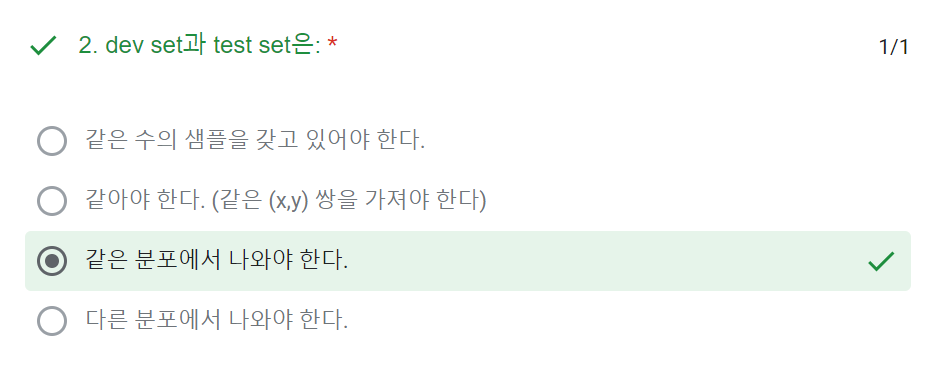 2. dev set과 test set은: *
1/1
같은 수의 샘플을 갖고 있어야 한다.
같아야 한다. (같은 (x,y) 쌍을 가져야 한다)
같은 분포에서 나와야 한다.
다른 분포에서 나와야 한다.